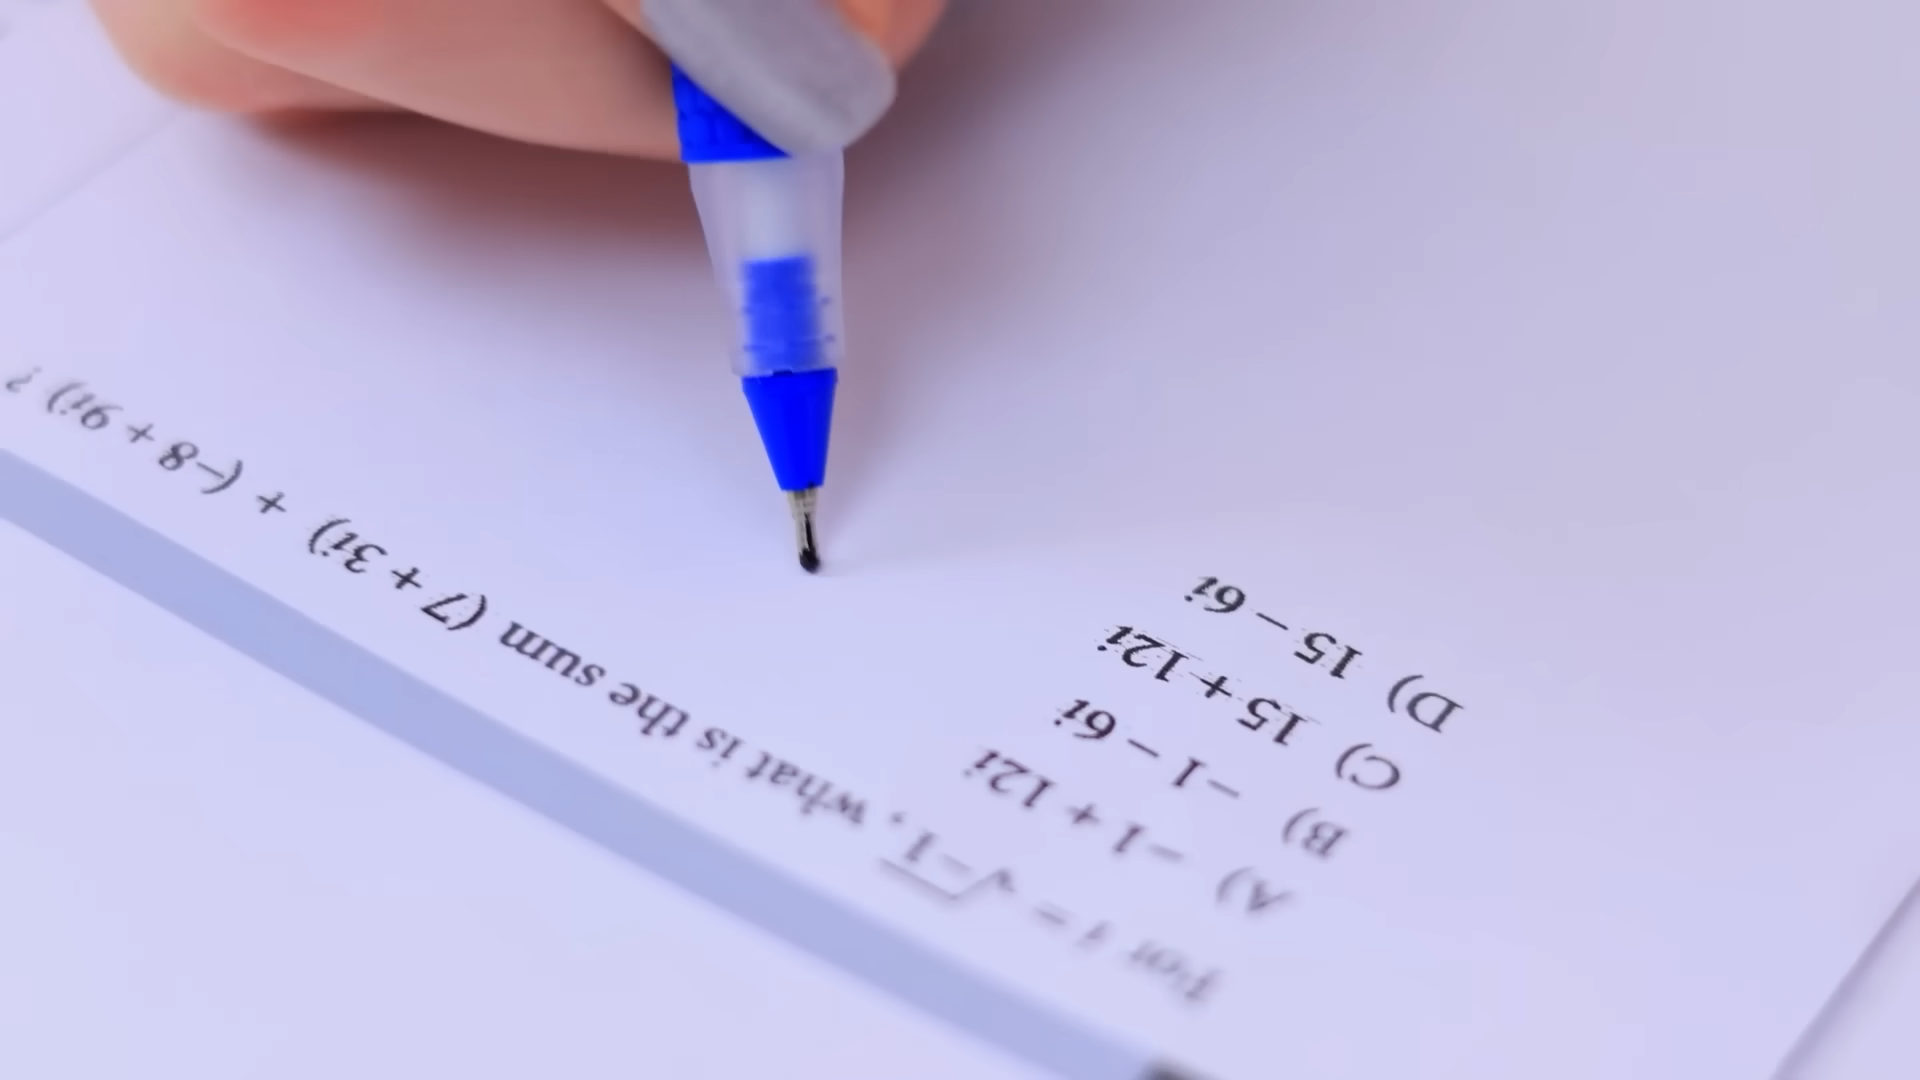 For i = √-1, what is the sum (7 + 3i) + (-8 + 9i) ?
A) -1 + 12i
B) -1 - 6i
C) 15 + 12i
D) 15 - 6i